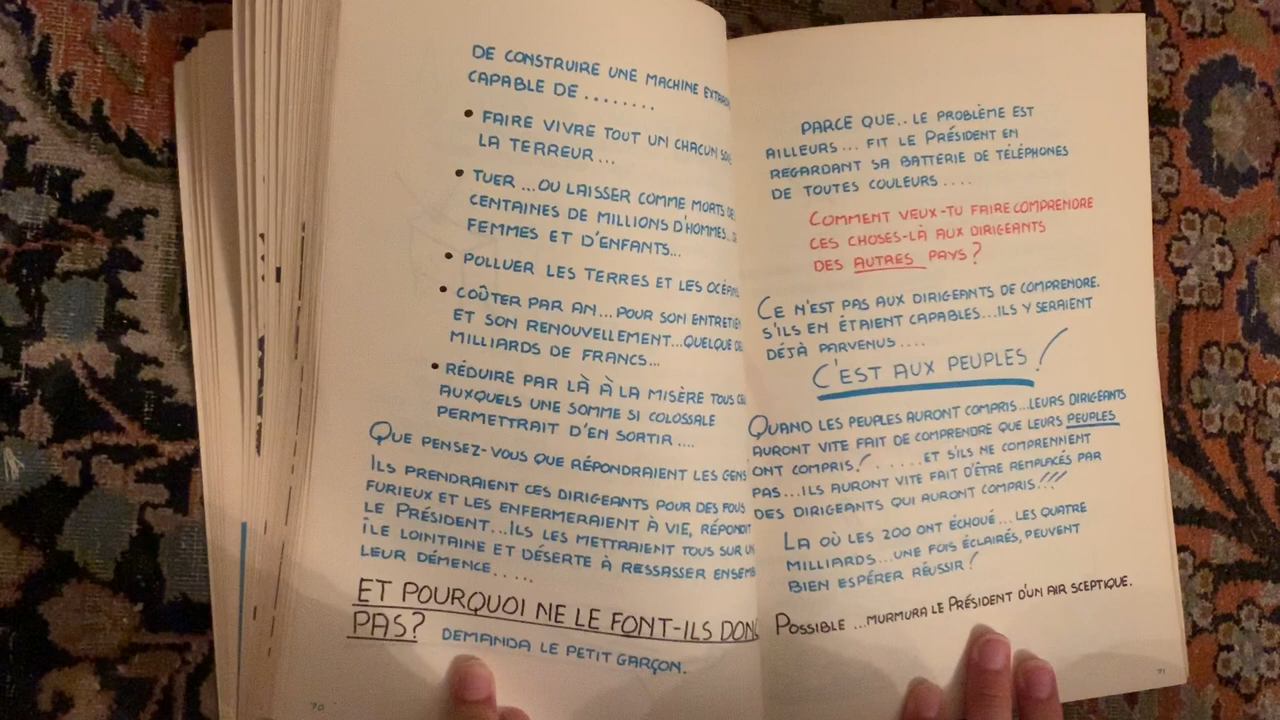 DE CONSTRUIRE UNE MACHINE
CAPABLE DE ........
• FAIRE VIVRE TOUT UN CHACUN
LA TERREUR...
• TUER ...OU LAISSER COMME MORTS
CENTAINES DE MILLIONS D'HOMMES...
FEMMES ET D'ENFANTS...
• POLLUER LES TERRES ET LES
• COÛTER PAR AN...POUR SON
ET SON RENOUVELLEMENT...QUELQUE
MILLIARDS DE FRANCS...
• RÉDUIRE PAR LÀ À LA MISÈRE TOUS
AUXQUELS UNE SOMME SI COLOSSALE
PERMETTRAIT D'EN SORTIR ....
QUE PENSEZ-VOUS QUE RÉPONDRAIENT LES GENS
ILS PRENDRAIENT CES DIRIGEANTS POUR DES FOUS
FURIEUX ET LES ENFERMERAIENT À VIE, RÉPONDIT
LE PRÉSIDENT...ILS LES METTRAIENT TOUS SUR
ÎLE LOINTAINE ET DÉSERTE À RESSASSER
LEUR DÉMENCE.....
ET POURQUOI NE LE FONT-ILS DONC
PAS? DEMANDA LE PETIT GARÇON.
70
PARCE QUE.. LE PROBLÈME EST
AILLEURS... FIT LE PRÉSIDENT EN
REGARDANT SA BATTERIE DE TÉLÉPHONES
DE TOUTES COULEURS ....
COMMENT VEUX-TU FAIRE COMPRENDRE
CES CHOSES-LÀ AUX DIRIGEANTS
DES AUTRES PAYS?
CE N'EST PAS AUX DIRIGEANTS DE COMPRENDRE.
S'ILS EN ÉTAIENT CAPABLES...ILS Y SERAIENT
DÉJÀ PARVENUS ....
C'EST AUX PEUPLES!
QUAND LES PEUPLES AURONT COMPRIS...LEURS DIRIGEANTS
AURONT VITE FAIT DE COMPRENDRE QUE LEURS PEUPLES
ONT COMPRIS! ......ET S'ILS NE COMPRENNENT
PAS...ILS AURONT VITE FAIT D'ÊTRE REMPLACÉS PAR
DES DIRIGEANTS QUI AURONT COMPRIS!!!
LA OÙ LES 200 ONT ÉCHOUÉ... LES QUATRE
MILLIARDS...UNE FOIS ÉCLAIRÉS, PEUVENT
BIEN ESPÉRER RÉUSSIR!
POSSIBLE ...MURMURA LE PRÉSIDENT D'UN AIR SCEPTIQUE.
71